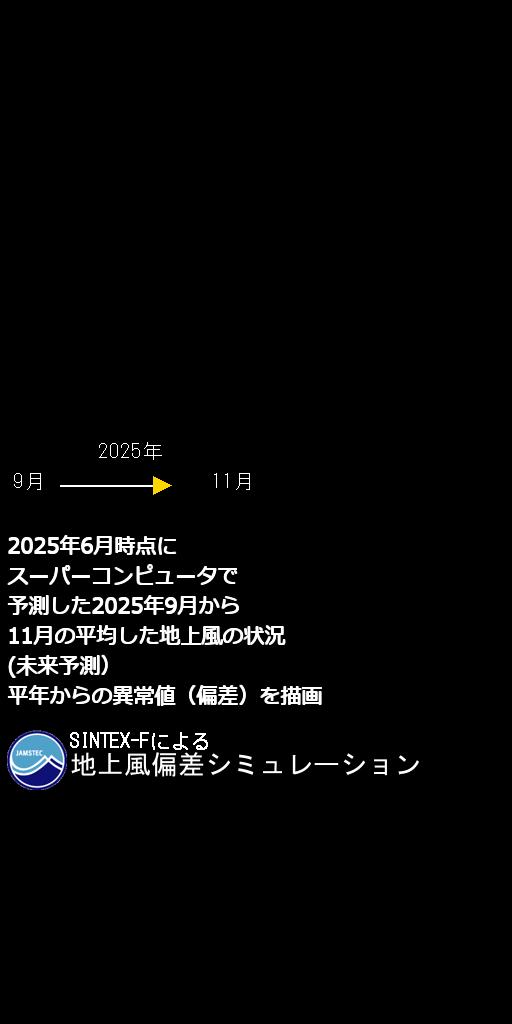 2025年
9月
11月
2025年6月時点に
スーパーコンピュータで
予測した2025年9月から
11月の平均した地上風の状況
(未来予測）
平年からの異常値（偏差）を描画
JAMSTEC
SINTEX-Fによる
地上風偏差シミュレーション